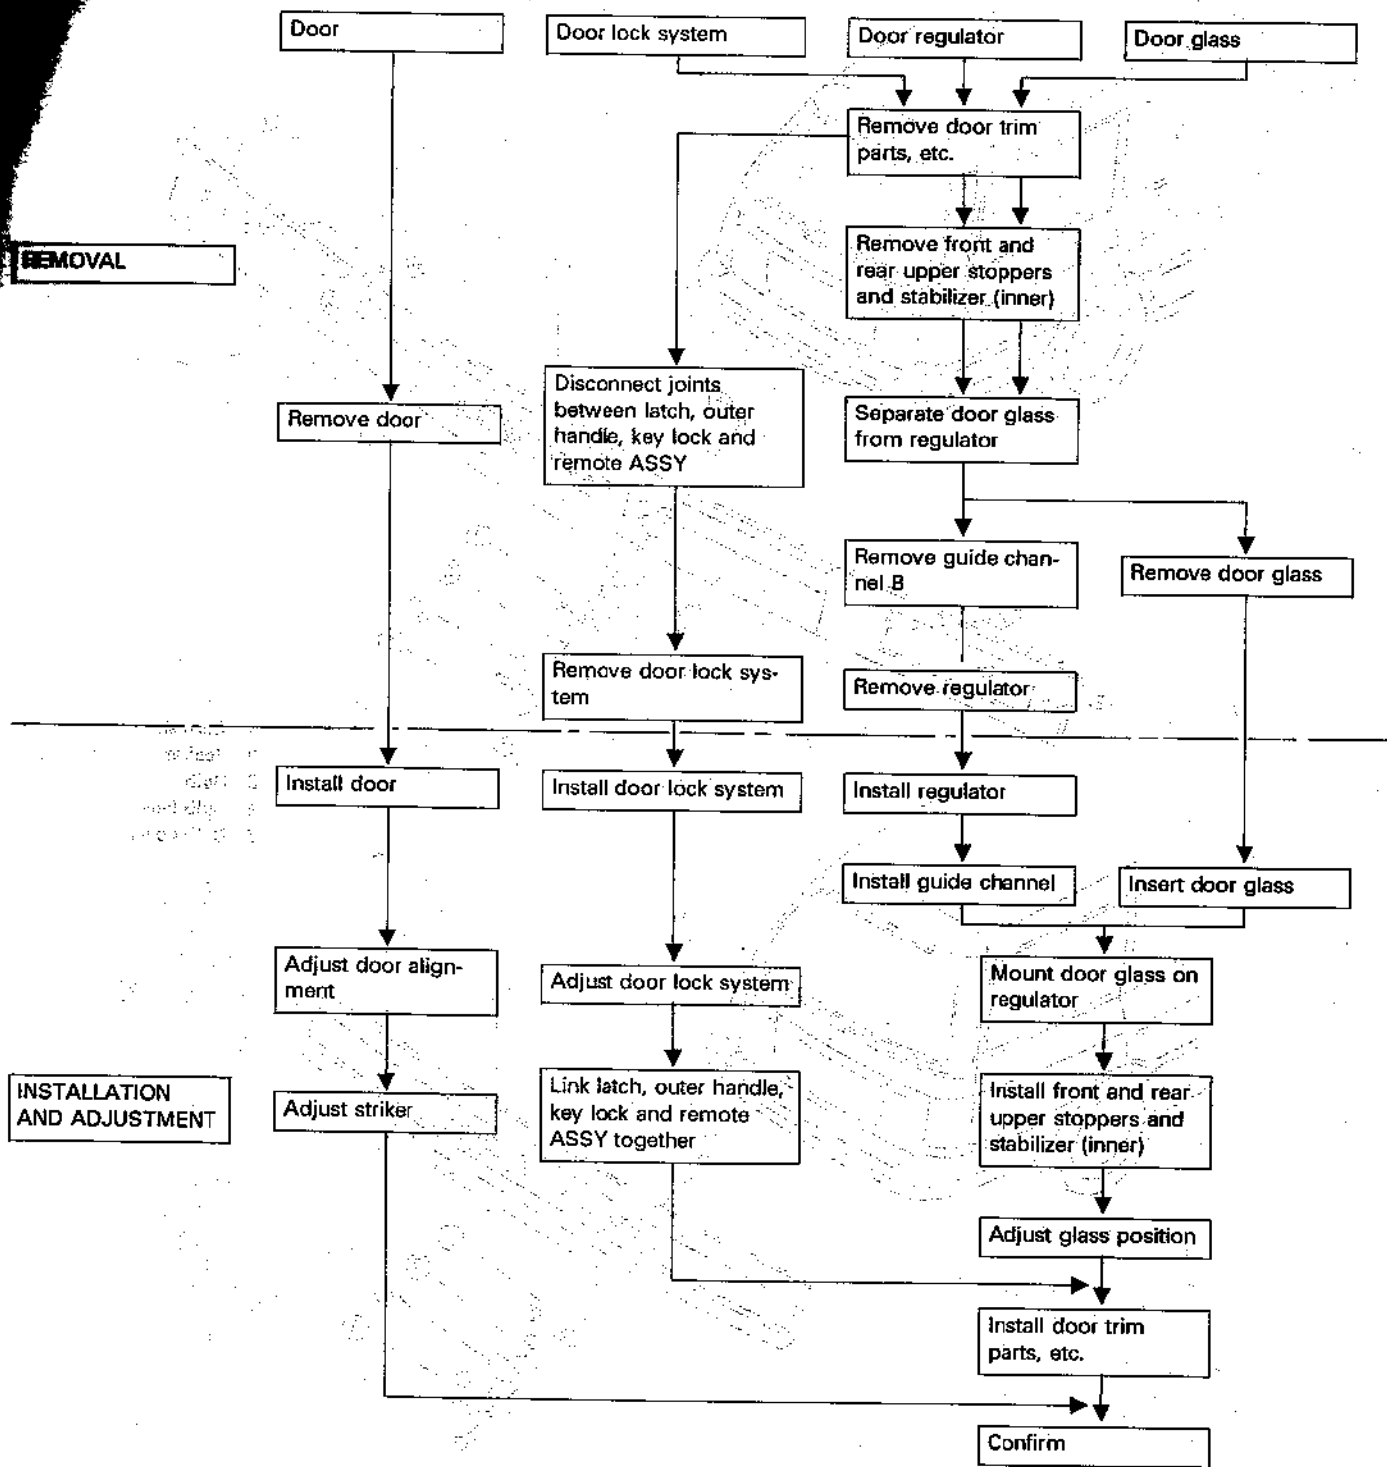 Door
Door lock system
Door regulator
Door glass
Remove door trim
parts, etc.
REMOVAL
Remove front and
rear upper stoppers
and stabilizer (inner)
Disconnect joints
between latch, outer
handle, key lock and
remote ASSY
Remove door
Separate door glass
from regulator
Remove guide chan-
nel B
Remove door glass
Remove door lock sys-
tem
Remove regulator
Install door
Install door lock system
Install regulator
Install guide channel
Insert door glass
Adjust door align-
ment
Adjust door lock system
Mount door glass on
regulator
INSTALLATION
AND ADJUSTMENT
Adjust striker
Link latch, outer handle,
key lock and remote
ASSY together
Install front and rear
upper stoppers and
stabilizer (inner)
Adjust glass position
Install door trim
parts, etc.
Confirm